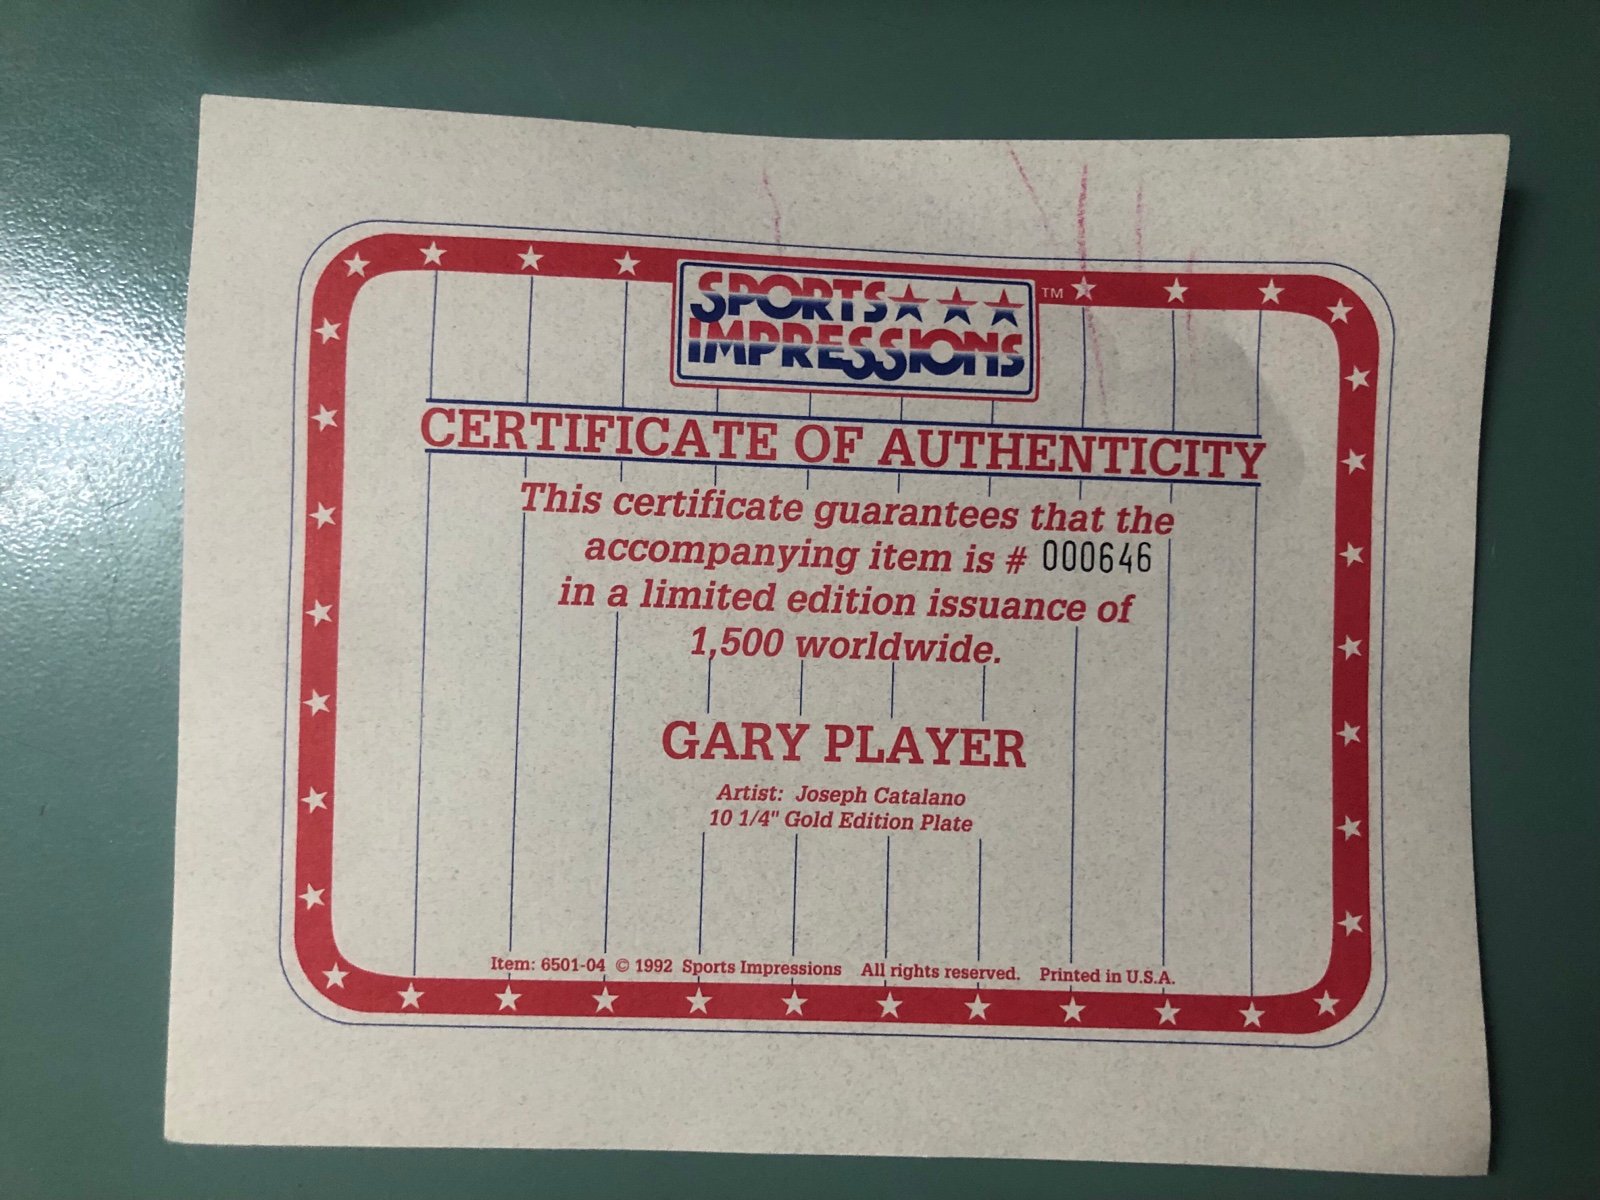 SPORTS
IMPRESSIONS
TM
CERTIFICATE OF AUTHENTICITY
This certificate guarantees that the
accompanying item is # 000646
in a limited edition issuance of
1,500 worldwide.
GARY PLAYER
Artist: Joseph Catalano
10 1/4" Gold Edition Plate
Item: 6501-04 © 1992 Sports Impressions All rights reserved. Printed in U.S.A.